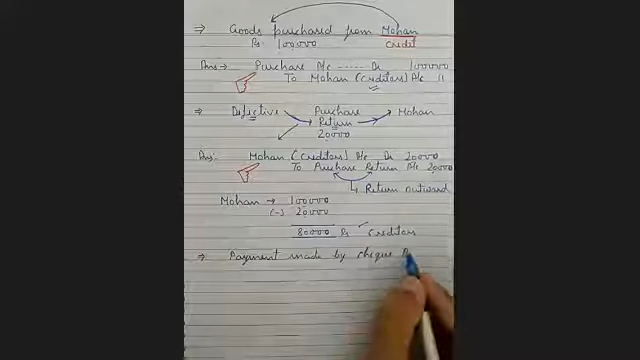 ⇒ Goods purchased from Mohan
Rs. 100000 credit
Ans:→ Purchase A/c ----- Dr 100000
To Mohan (creditors) A/c "
⇒ Defective Purchase → Mohan
Return
20000
Ans:- Mohan (creditors) A/c Dr 20000
To Purchase Return A/c 20000
↳ Return outward
Mohan → 100000
(-) 20000
80000 Rs Creditors
⇒ Payment made by cheque